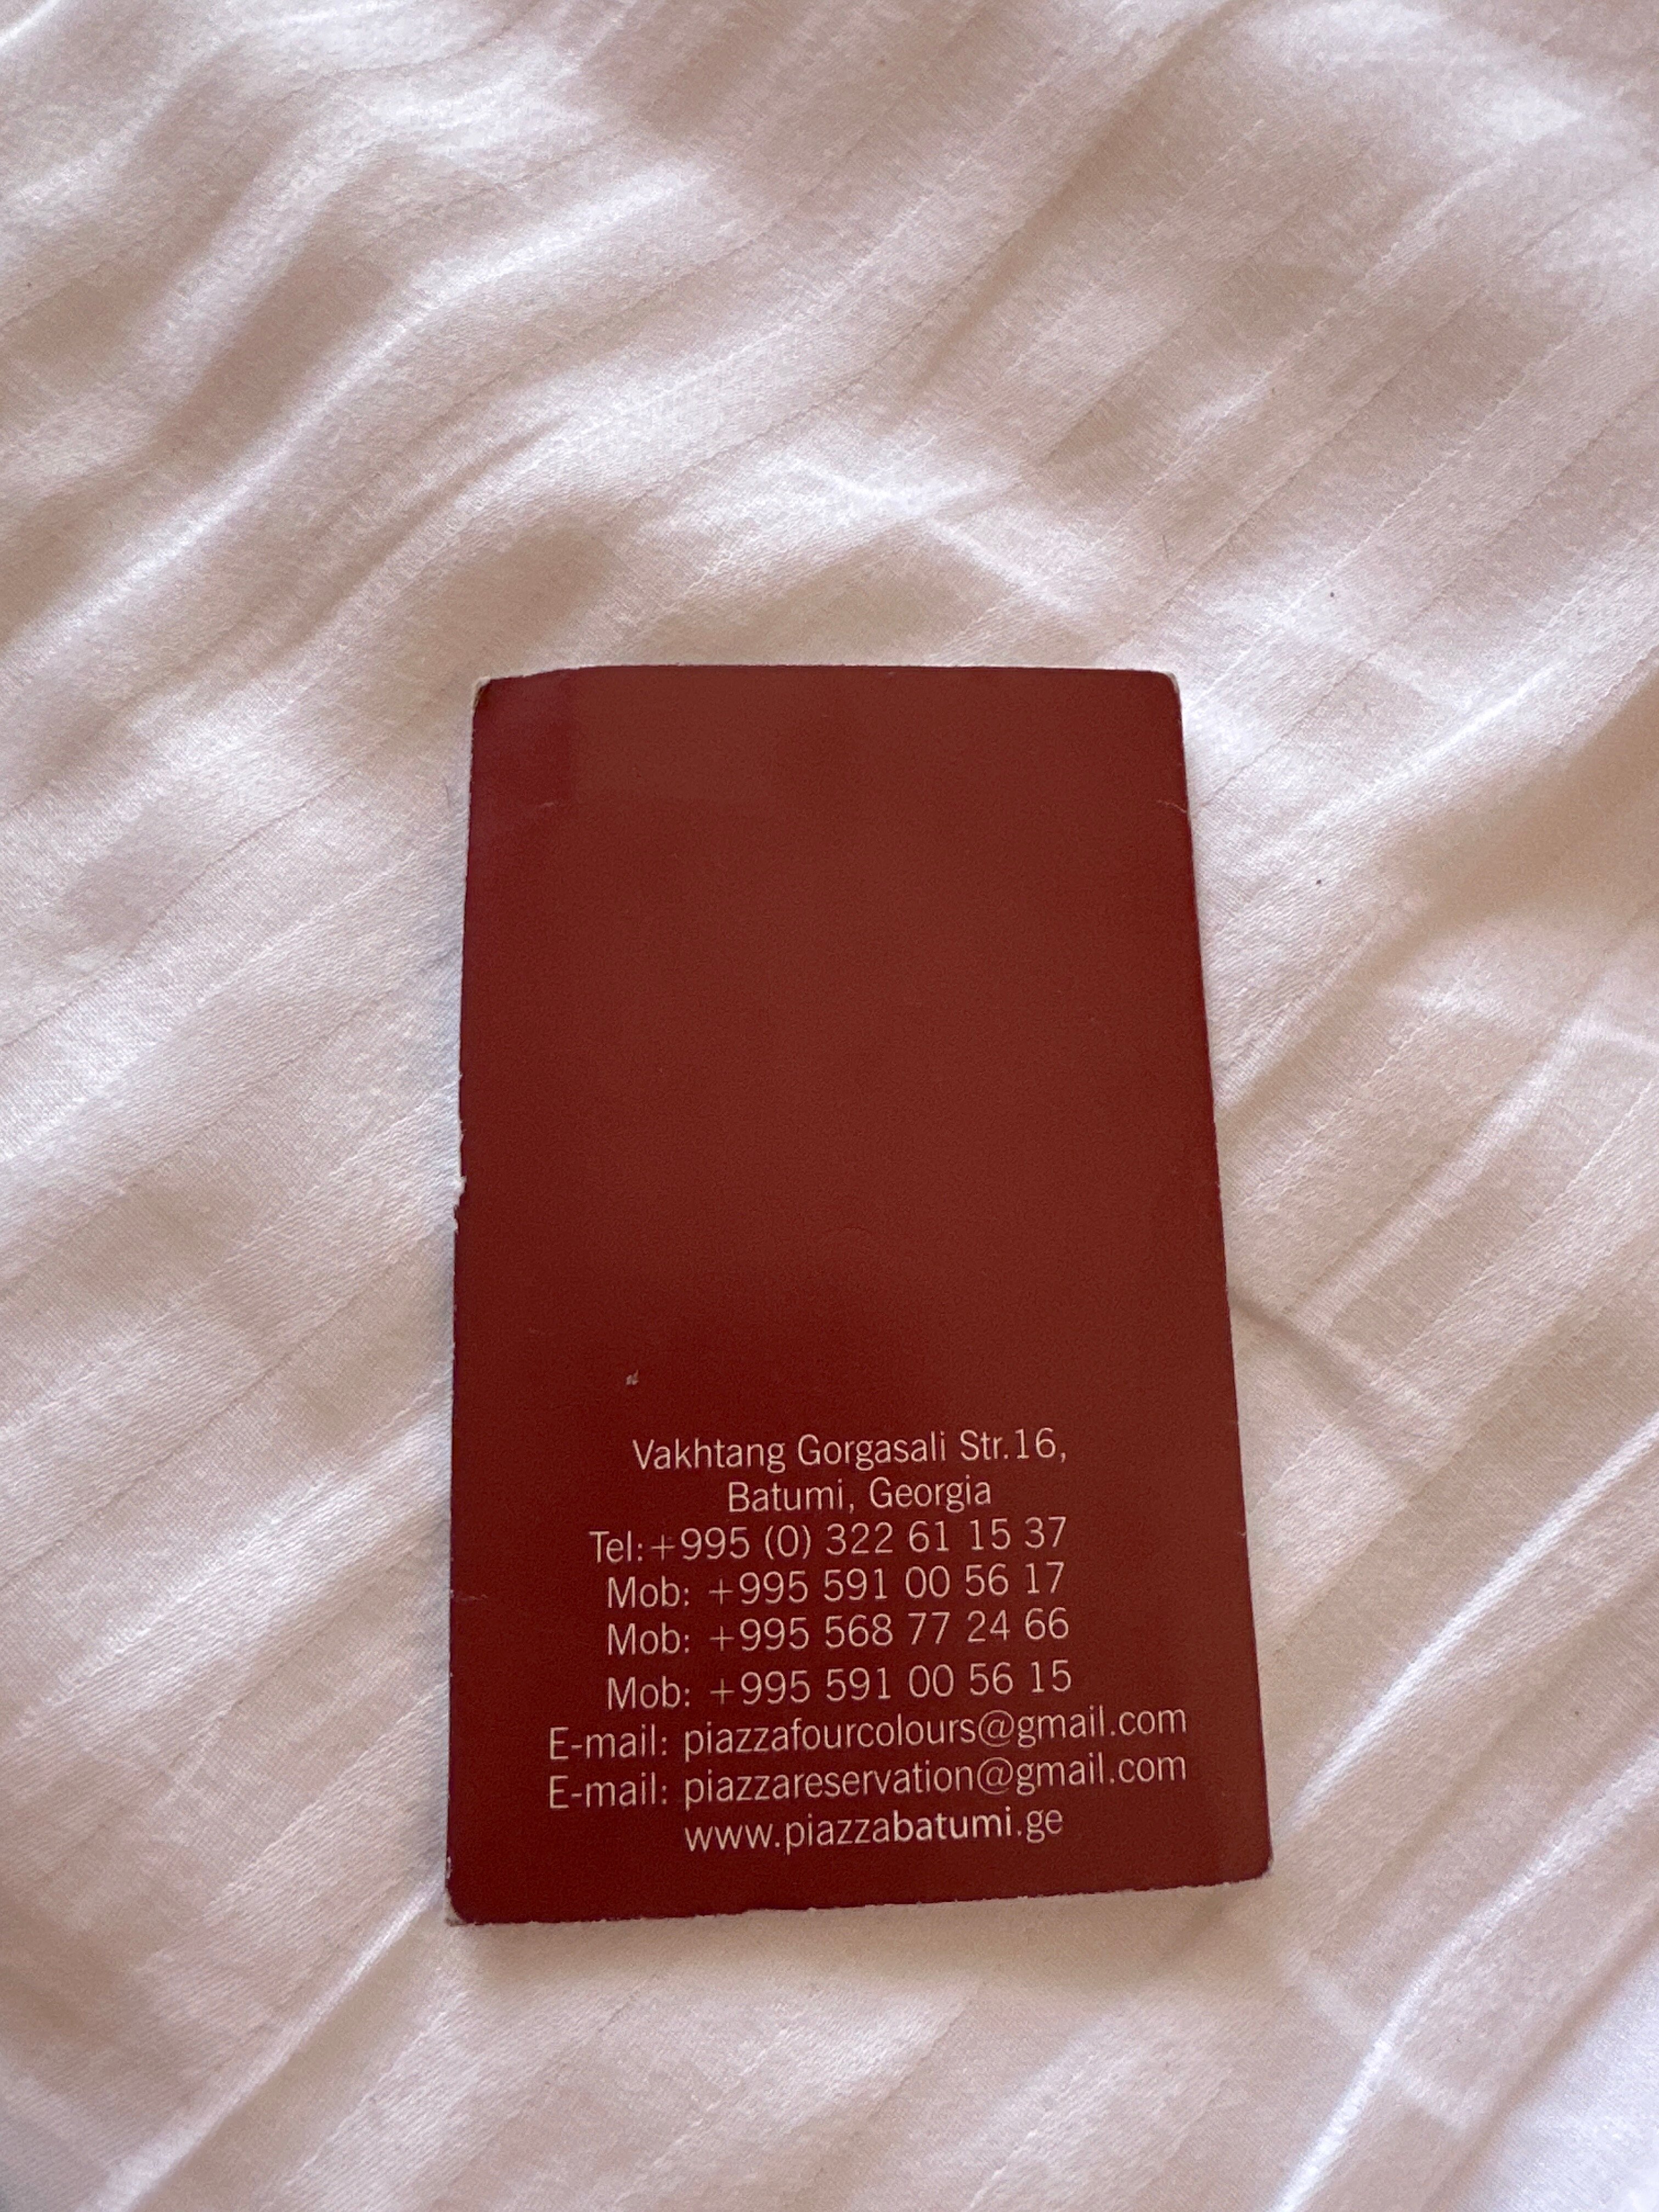 Vakhtang Gorgasali Str.16,
Batumi, Georgia
Tel:+995 (0) 322 61 15 37
Mob: +995 591 00 56 17
Mob: +995 568 77 24 66
Mob: +995 591 00 56 15
E-mail: piazzafourcolours@gmail.com
E-mail: piazzareservation@gmail.com
www.piazzabatumi.ge